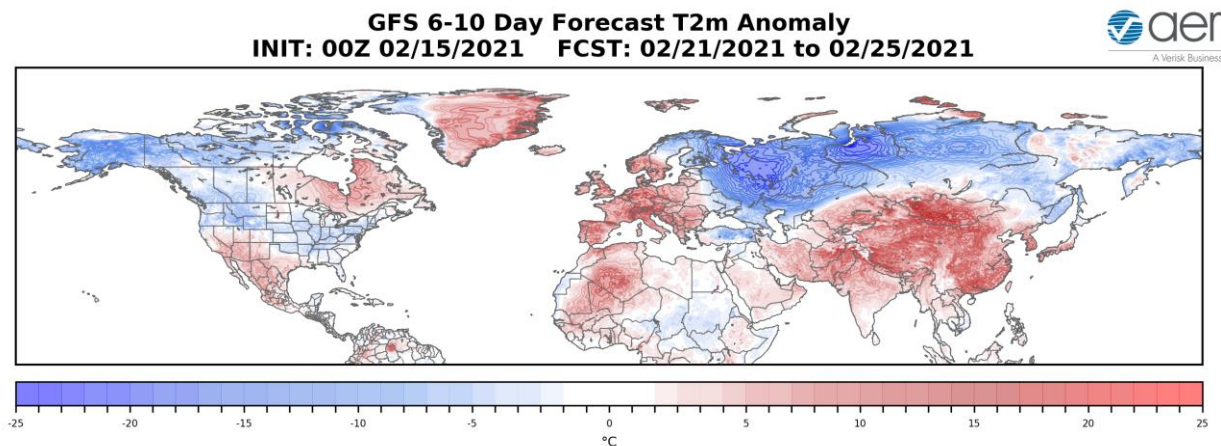 GFS 6-10 Day Forecast T2m Anomaly
INIT: 00Z 02/15/2021 FCST: 02/21/2021 to 02/25/2021
aer
A Verisk Business
-25 -20 -15 -10 -5 0 5 10 15 20 25
°C